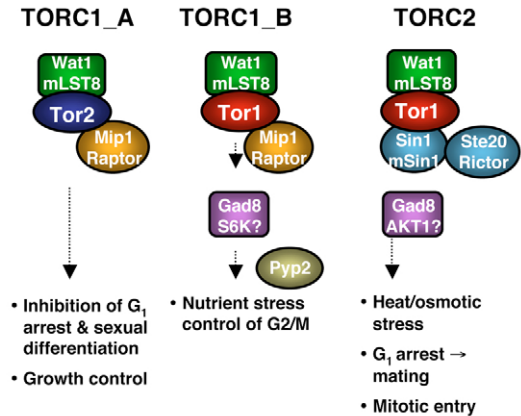 TORC1_A
Wat1
mLST8
Tor2
Mip1
Raptor
• Inhibition of G1
arrest & sexual
differentiation
• Growth control
TORC1_B
Wat1
mLST8
Tor1
Mip1
Raptor
Gad8
S6K?
Pyp2
• Nutrient stress
control of G2/M
TORC2
Wat1
mLST8
Tor1
Sin1
mSin1
Ste20
Rictor
Gad8
AKT1?
• Heat/osmotic
stress
• G1 arrest →
mating
• Mitotic entry